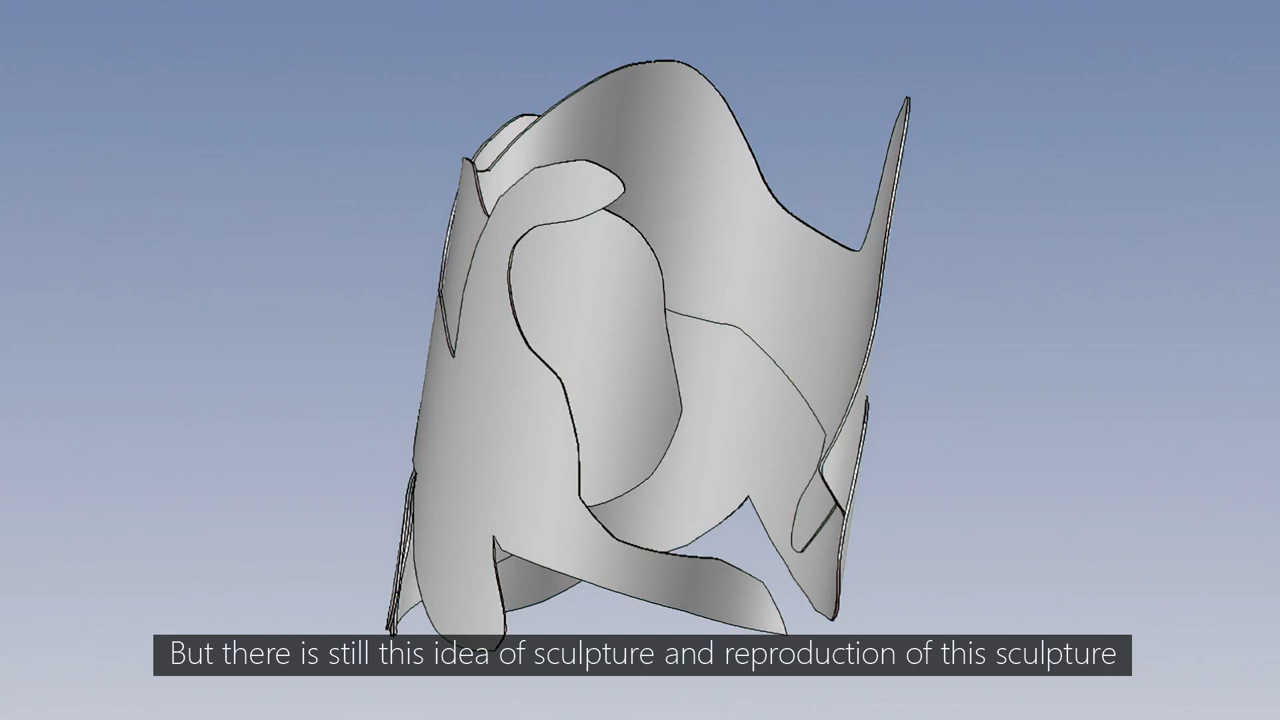 But there is still this idea of sculpture and reproduction of this sculpture